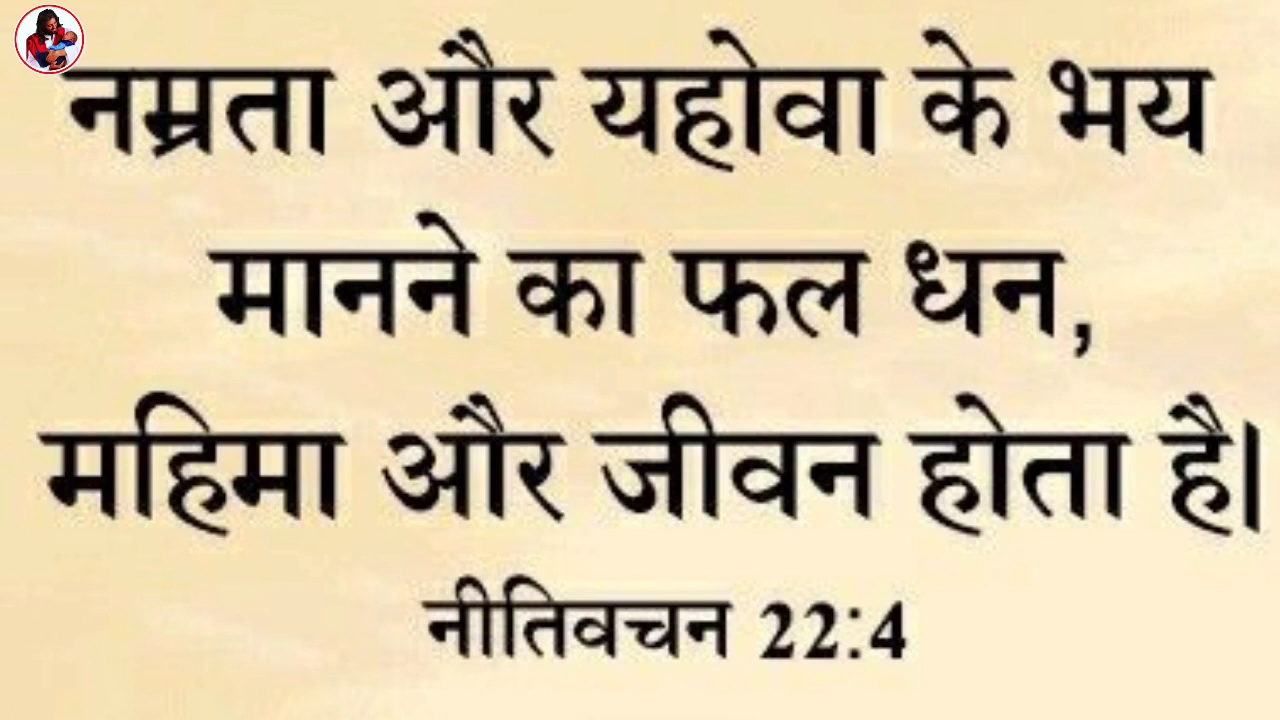 नम्रता और यहोवा के भय
मानने का फल धन,
महिमा और जीवन होता है।
नीतिवचन 22:4